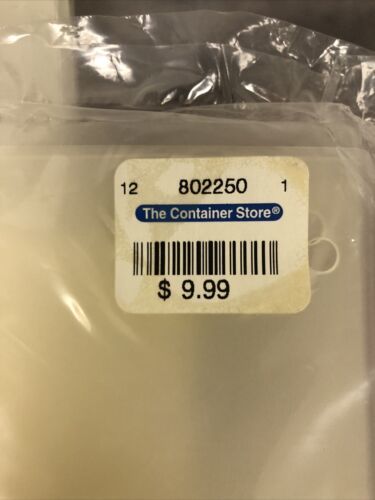 12 802250 1
The Container Store®
$ 9.99